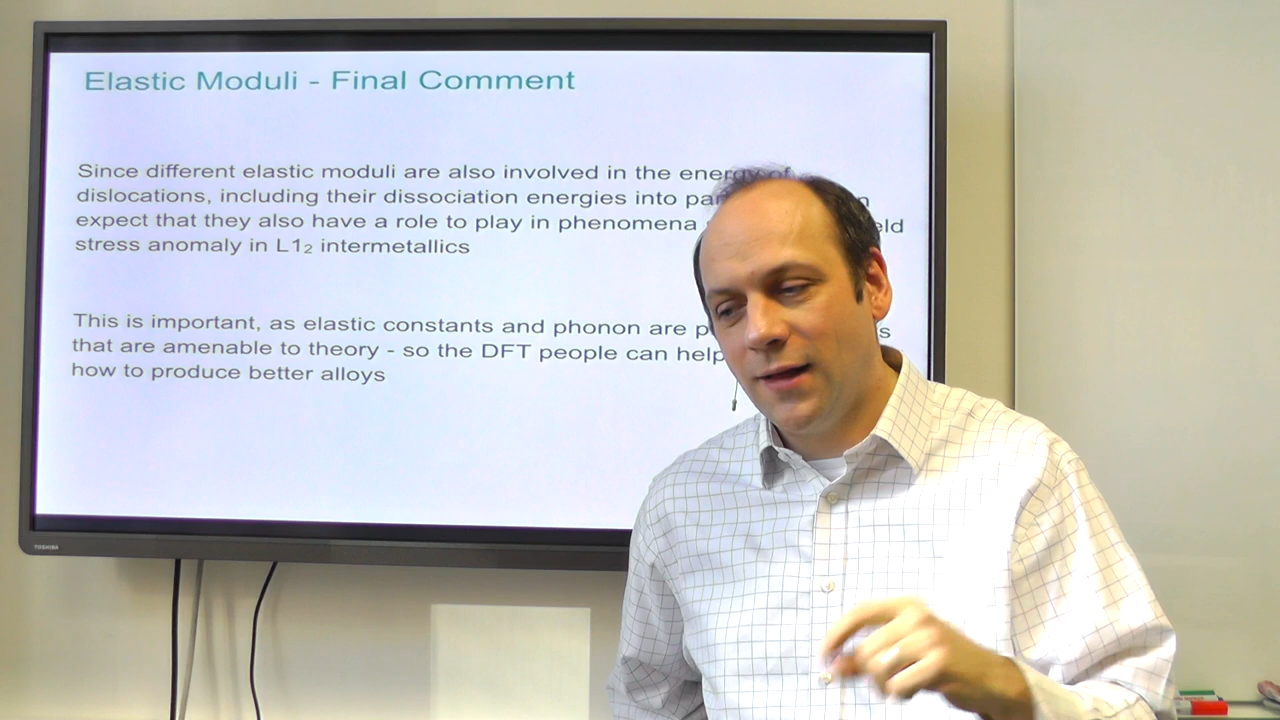 Elastic Moduli - Final Comment
Since different elastic moduli are also involved in the energy of
dislocations, including their dissociation energies into
expect that they also have a role to play in phenomena
stress anomaly in L1₂ intermetallics
This is important, as elastic constants and phonon are
that are amenable to theory - so the DFT people can help
how to produce better alloys
TOSHIBA